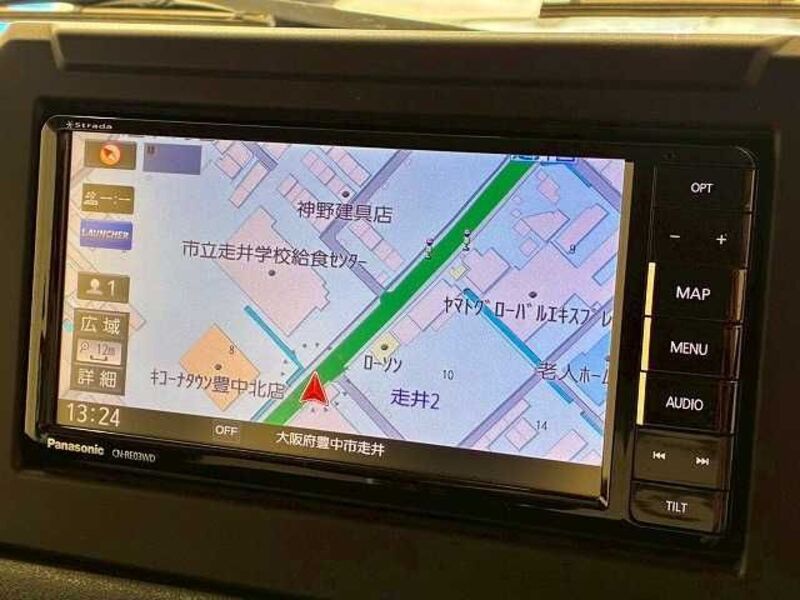 Strada
OPT
神野建具店
− +
LAUNCHER
市立走井学校給食センター
9
1
MAP
ヤマトグローバルエキスプレ
広域
12m
8
ローソン
MENU
詳細
キコーナタウン豊中北店
10
老人ホーム
走井2
AUDIO
13:24
14
OFF
大阪府豊中市走井
Panasonic CN-RE03WD
TILT